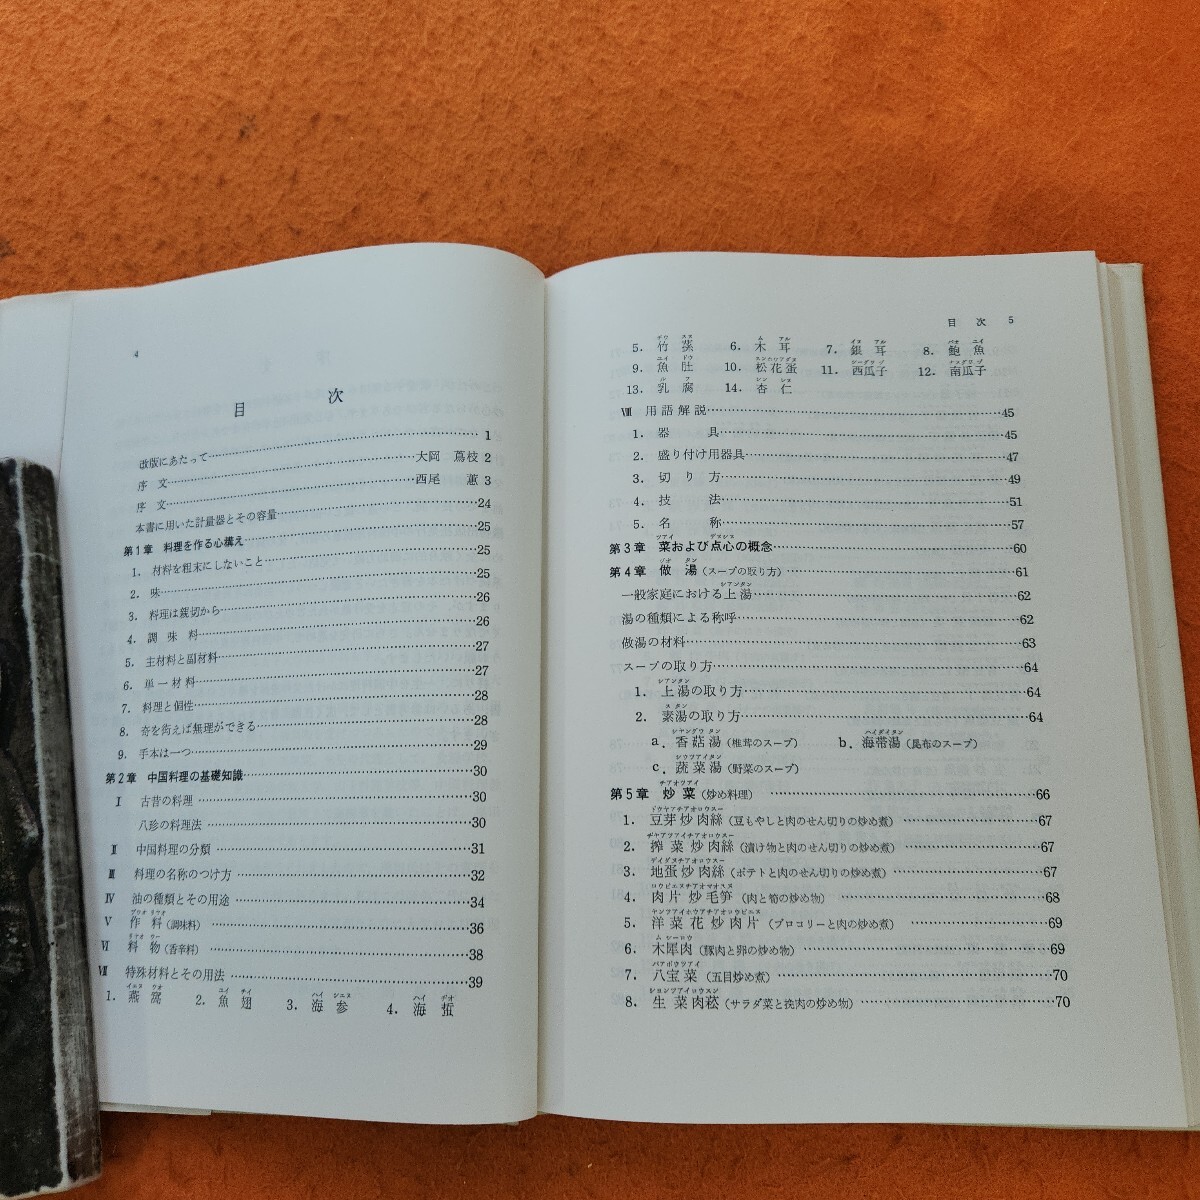 4
目 次
改版にあたって……1
序 文……大岡 蔦枝 2
序 文……西尾 蕙 3
本書に用いた計量器とその容量……24
第1章 料理を作る心構え……25
1. 材料を粗末にしないこと……25
2. 味……25
3. 料理は親切から……26
4. 調 味 料……26
5. 主材料と副材料……27
6. 単一材料……27
7. 料理と個性……28
8. 奇を衒えば無理ができる……28
9. 手本は一つ……29
第2章 中国料理の基礎知識……30
Ⅰ 古昔の料理……30
八珍の料理法……30
Ⅱ 中国料理の分類……31
Ⅲ 料理の名称のつけ方……32
Ⅳ 油の種類とその用途……34
Ⅴ 作料(調味料)……36
Ⅵ 料物(香辛料)……38
Ⅶ 特殊材料とその用法……39
1. 燕窩 2. 魚翅 3. 海参 4. 海蜇
目 次 5
5. 竹蓀 6. 木耳 7. 銀耳 8. 鮑魚
9. 魚肚 10. 松花蛋 11. 西瓜子 12. 南瓜子
13. 乳腐 14. 杏仁
Ⅷ 用語解説……45
1. 器 具……45
2. 盛り付け用器具……47
3. 切 り 方……49
4. 技 法……51
5. 名 称……57
第3章 菜および点心の概念……60
第4章 做 湯(スープの取り方)……61
一般家庭における上湯……62
湯の種類による称呼……62
做湯の材料……63
スープの取り方……64
1. 上湯の取り方……64
2. 素湯の取り方……64
a. 香菇湯(椎茸のスープ) b. 海帯湯(昆布のスープ)
c. 蔬菜湯(野菜のスープ)
第5章 炒 菜(炒め料理)……66
1. 豆芽炒肉絲(豆もやしと肉のせん切りの炒め煮)……67
2. 搾菜炒肉絲(漬け物と肉のせん切りの炒め煮)……67
3. 地蛋炒肉絲(ポテトと肉のせん切りの炒め煮)……67
4. 肉片炒毛笋(肉と筍の炒め物)……68
5. 洋菜花炒肉片(ブロコリーと肉の炒め煮)……69
6. 木犀肉(豚肉と卵の炒め物)……69
7. 八宝菜(五目炒め煮)……70
8. 生菜肉菘(サラダ菜と挽肉の炒め物)……70